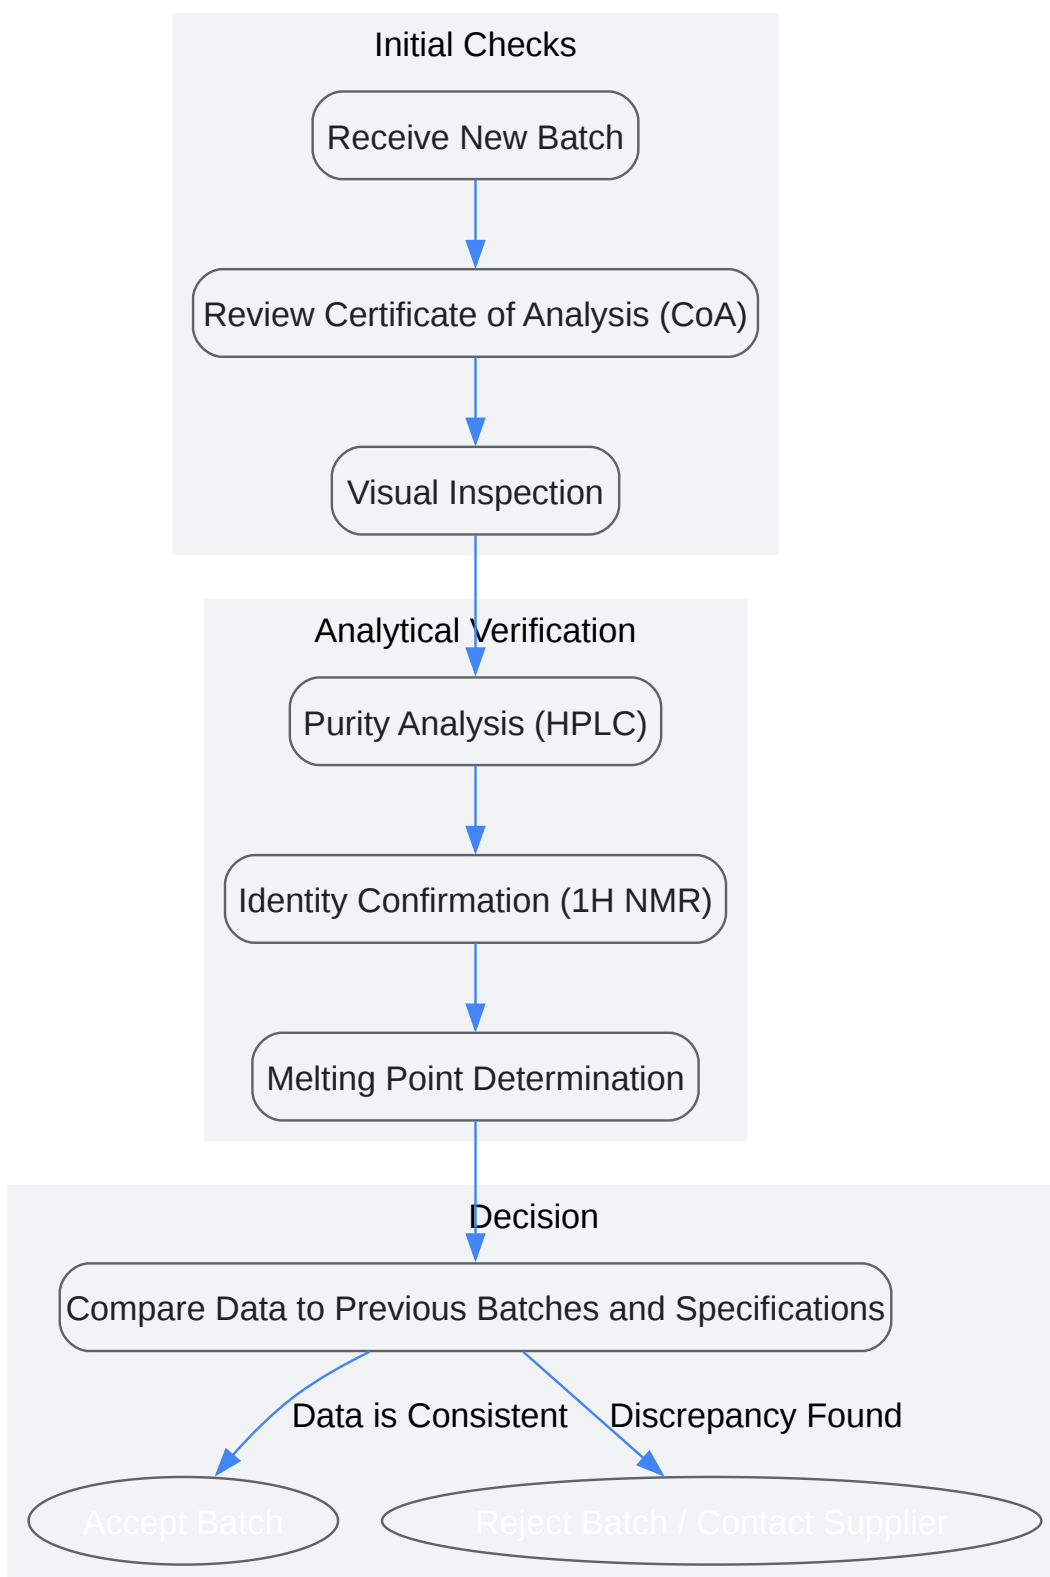 Initial Checks
Receive New Batch
Review Certificate of Analysis (CoA)
Visual Inspection
Analytical Verification
Purity Analysis (HPLC)
Identity Confirmation (1H NMR)
Melting Point Determination
Decision
Compare Data to Previous Batches and Specifications
Data is Consistent
Discrepancy Found
Accept Batch
Reject Batch / Contact Supplier